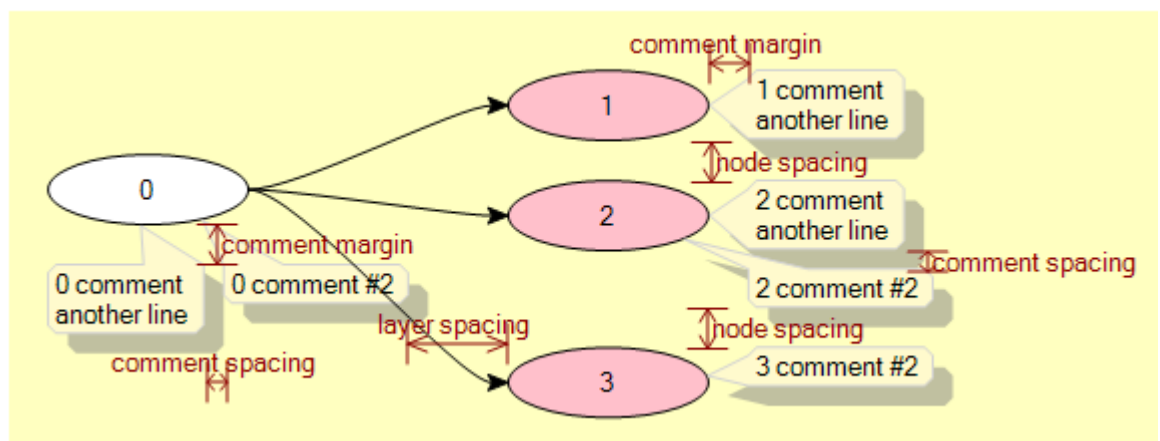 comment margin
1
1 comment
another line
node spacing
0
2
2 comment
another line
comment margin
comment spacing
0 comment
another line
0 comment #2
2 comment #2
layer spacing
node spacing
comment spacing
3
3 comment #2